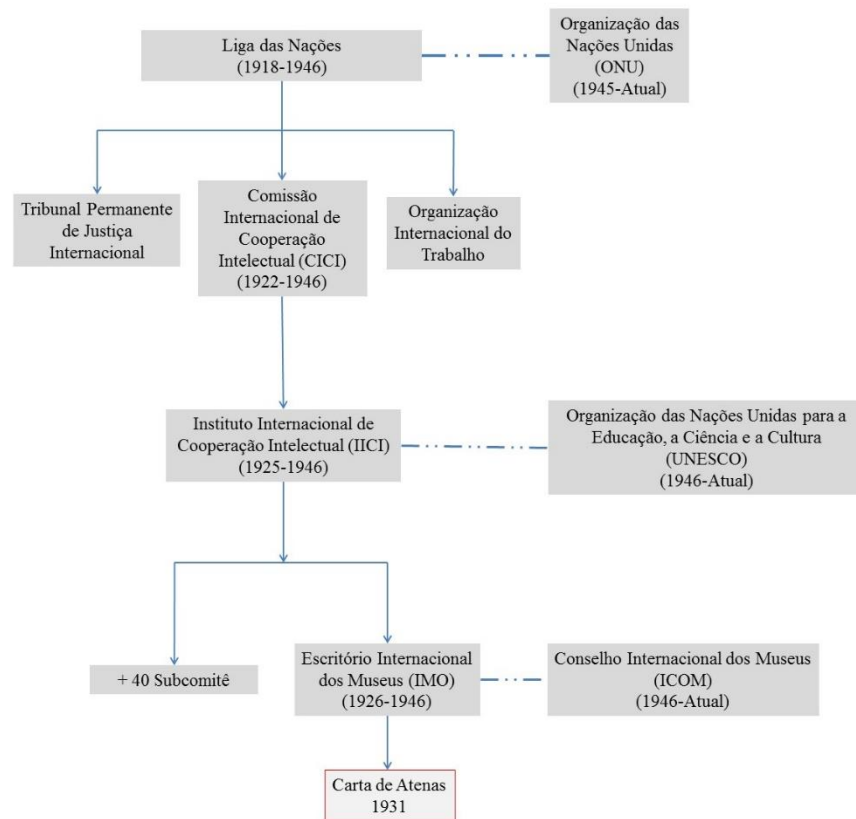 Liga das Nações
(1918-1946)
Organização das
Nações Unidas
(ONU)
(1945-Atual)
Tribunal Permanente
de Justiça
Internacional
Comissão
Internacional de
Cooperação
Intelectual (CICI)
(1922-1946)
Organização
Internacional do
Trabalho
Instituto Internacional de
Cooperação Intelectual (IICI)
(1925-1946)
Organização das Nações Unidas para a
Educação, a Ciência e a Cultura
(UNESCO)
(1946-Atual)
+ 40 Subcomitê
Escritório Internacional
dos Museus (IMO)
(1926-1946)
Conselho Internacional dos Museus
(ICOM)
(1946-Atual)
Carta de Atenas
1931